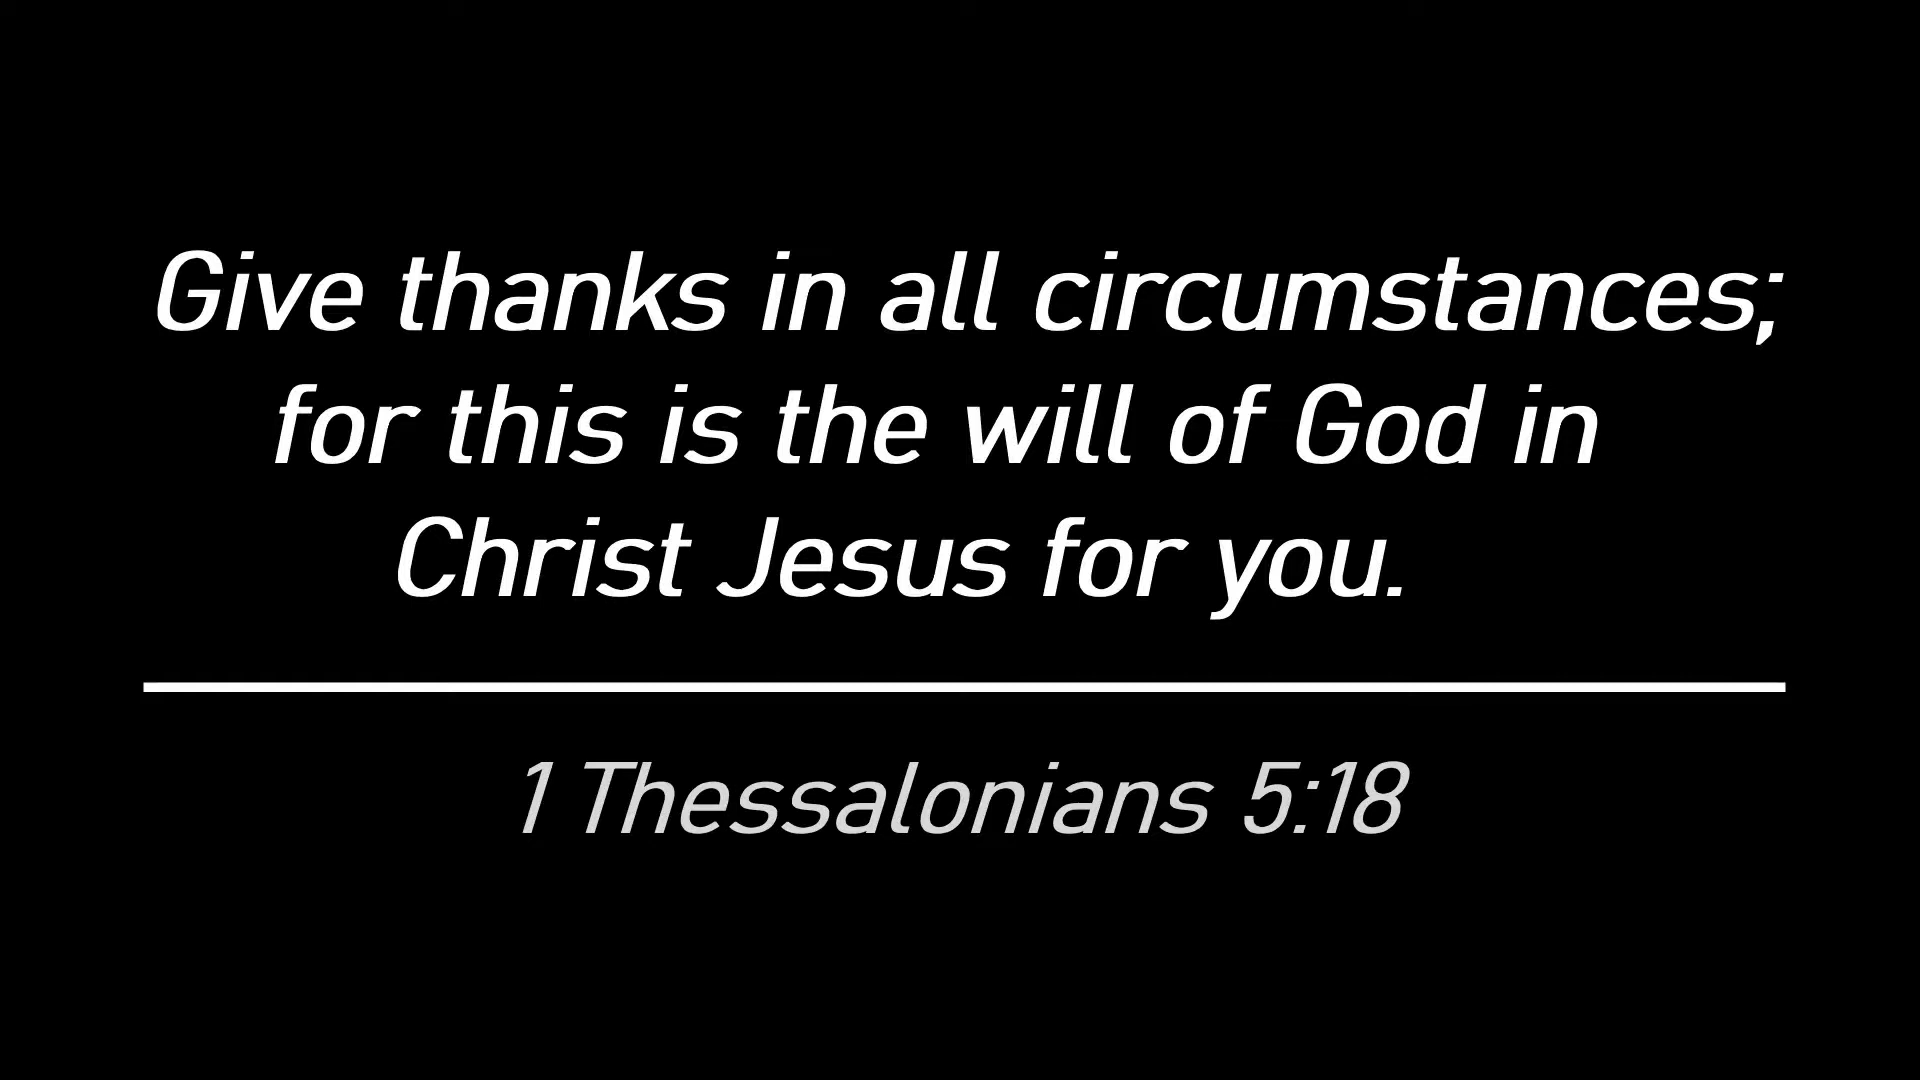 Give thanks in all circumstances;
for this is the will of God in
Christ Jesus for you.
1 Thessalonians 5:18